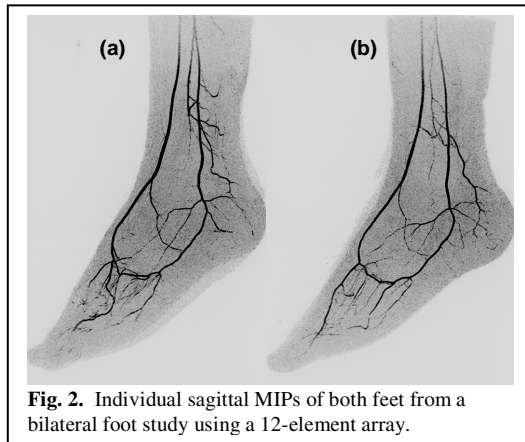 (a) (b)
Fig. 2. Individual sagittal MIPs of both feet from a
bilateral foot study using a 12-element array.